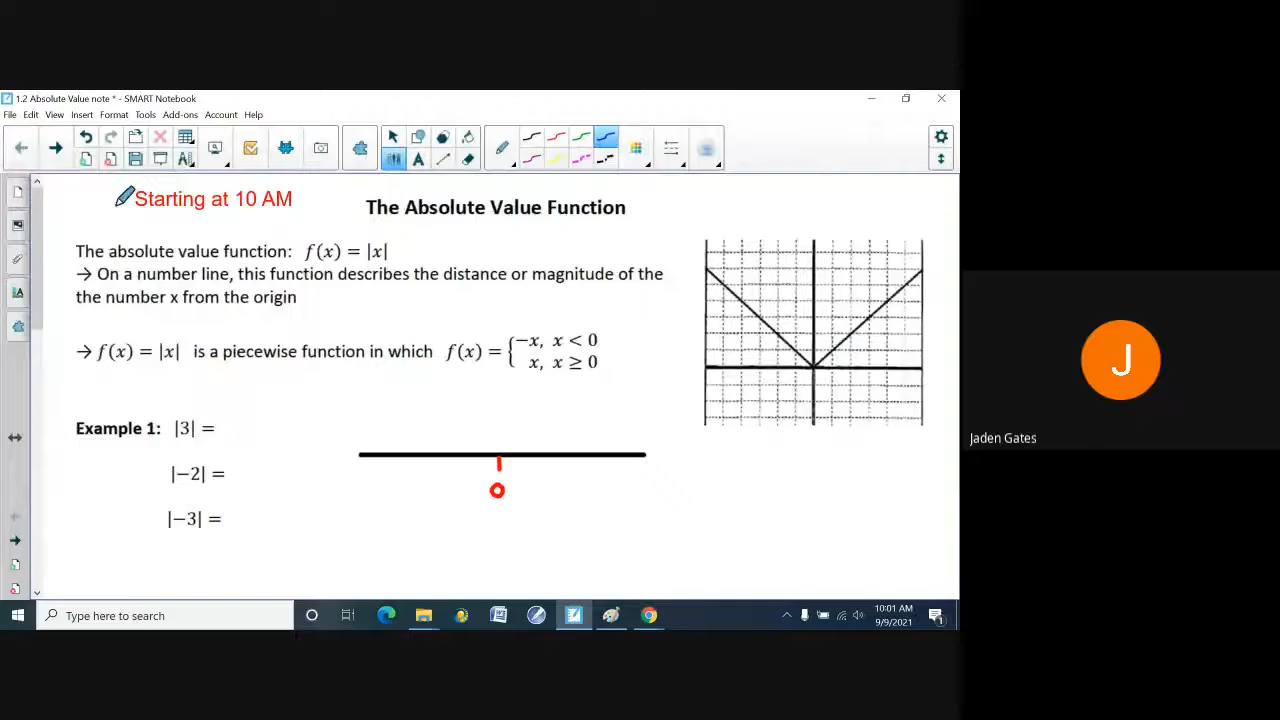 1.2 Absolute Value note * - SMART Notebook
File Edit View Insert Format Tools Add-ons Account Help
Starting at 10 AM
The Absolute Value Function
The absolute value function: f(x) = |x|
→ On a number line, this function describes the distance or magnitude of the
the number x from the origin
→ f(x) = |x| is a piecewise function in which f(x) = { −x, x < 0
x, x ≥ 0
Example 1: |3| =
|−2| =
|−3| =
0
J
Jaden Gates
Type here to search
10:01 AM
9/9/2021
1